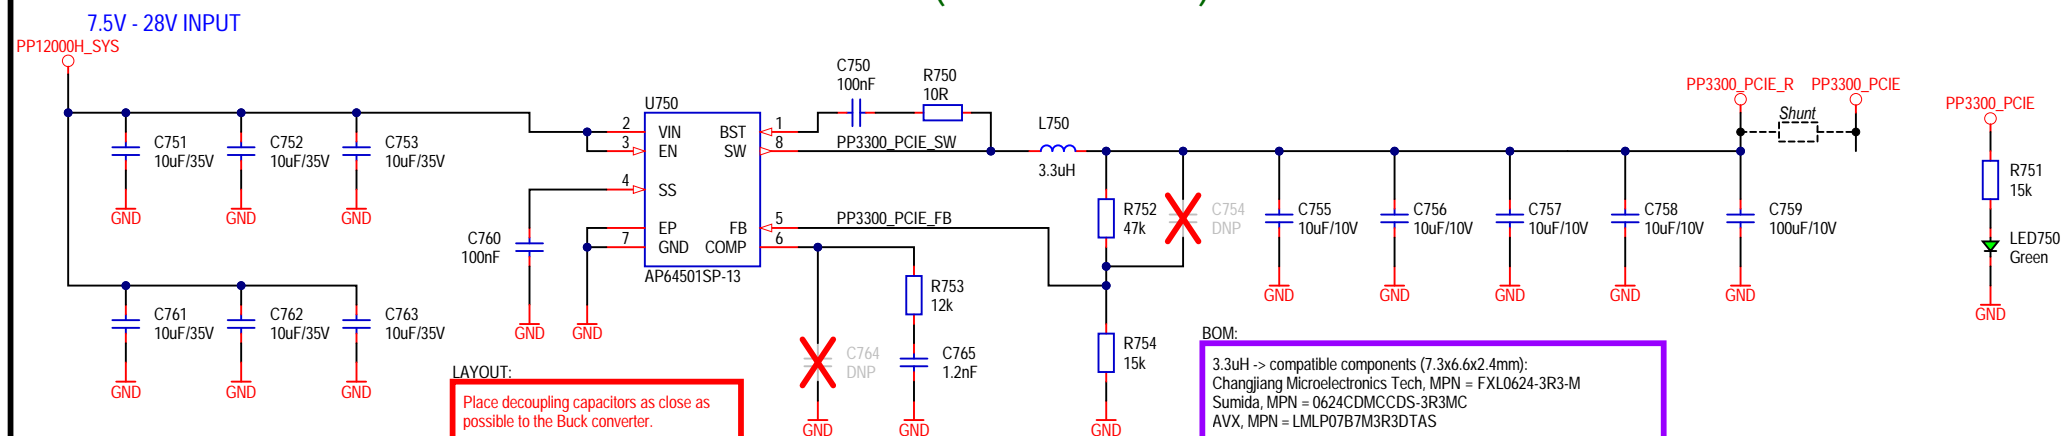 7.5V - 28V INPUT
PP12000H_SYS
C751
10uF/35V
GND
C752
10uF/35V
GND
C753
10uF/35V
GND
C761
10uF/35V
GND
C762
10uF/35V
GND
C763
10uF/35V
GND
C760
100nF
GND
GND
U750
2 VIN
3 EN
4 SS
EP
7 GND
BST 1
SW 8
FB 5
COMP 6
AP64501SP-13
C750
100nF
R750
10R
PP3300_PCIE_SW
PP3300_PCIE_FB
L750
3.3uH
R752
47k
C754
DNP
R753
12k
C764
DNP
GND
C765
1.2nF
GND
R754
15k
GND
C755
10uF/10V
GND
C756
10uF/10V
GND
C757
10uF/10V
GND
C758
10uF/10V
GND
C759
100uF/10V
GND
PP3300_PCIE_R
PP3300_PCIE
Shunt
PP3300_PCIE
R751
15k
LED750
Green
GND
LAYOUT:
Place decoupling capacitors as close as
possible to the Buck converter.
BOM:
3.3uH -> compatible components (7.3x6.6x2.4mm):
Changjiang Microelectronics Tech, MPN = FXL0624-3R3-M
Sumida, MPN = 0624CDMCCDS-3R3MC
AVX, MPN = LMLP07B7M3R3DTAS